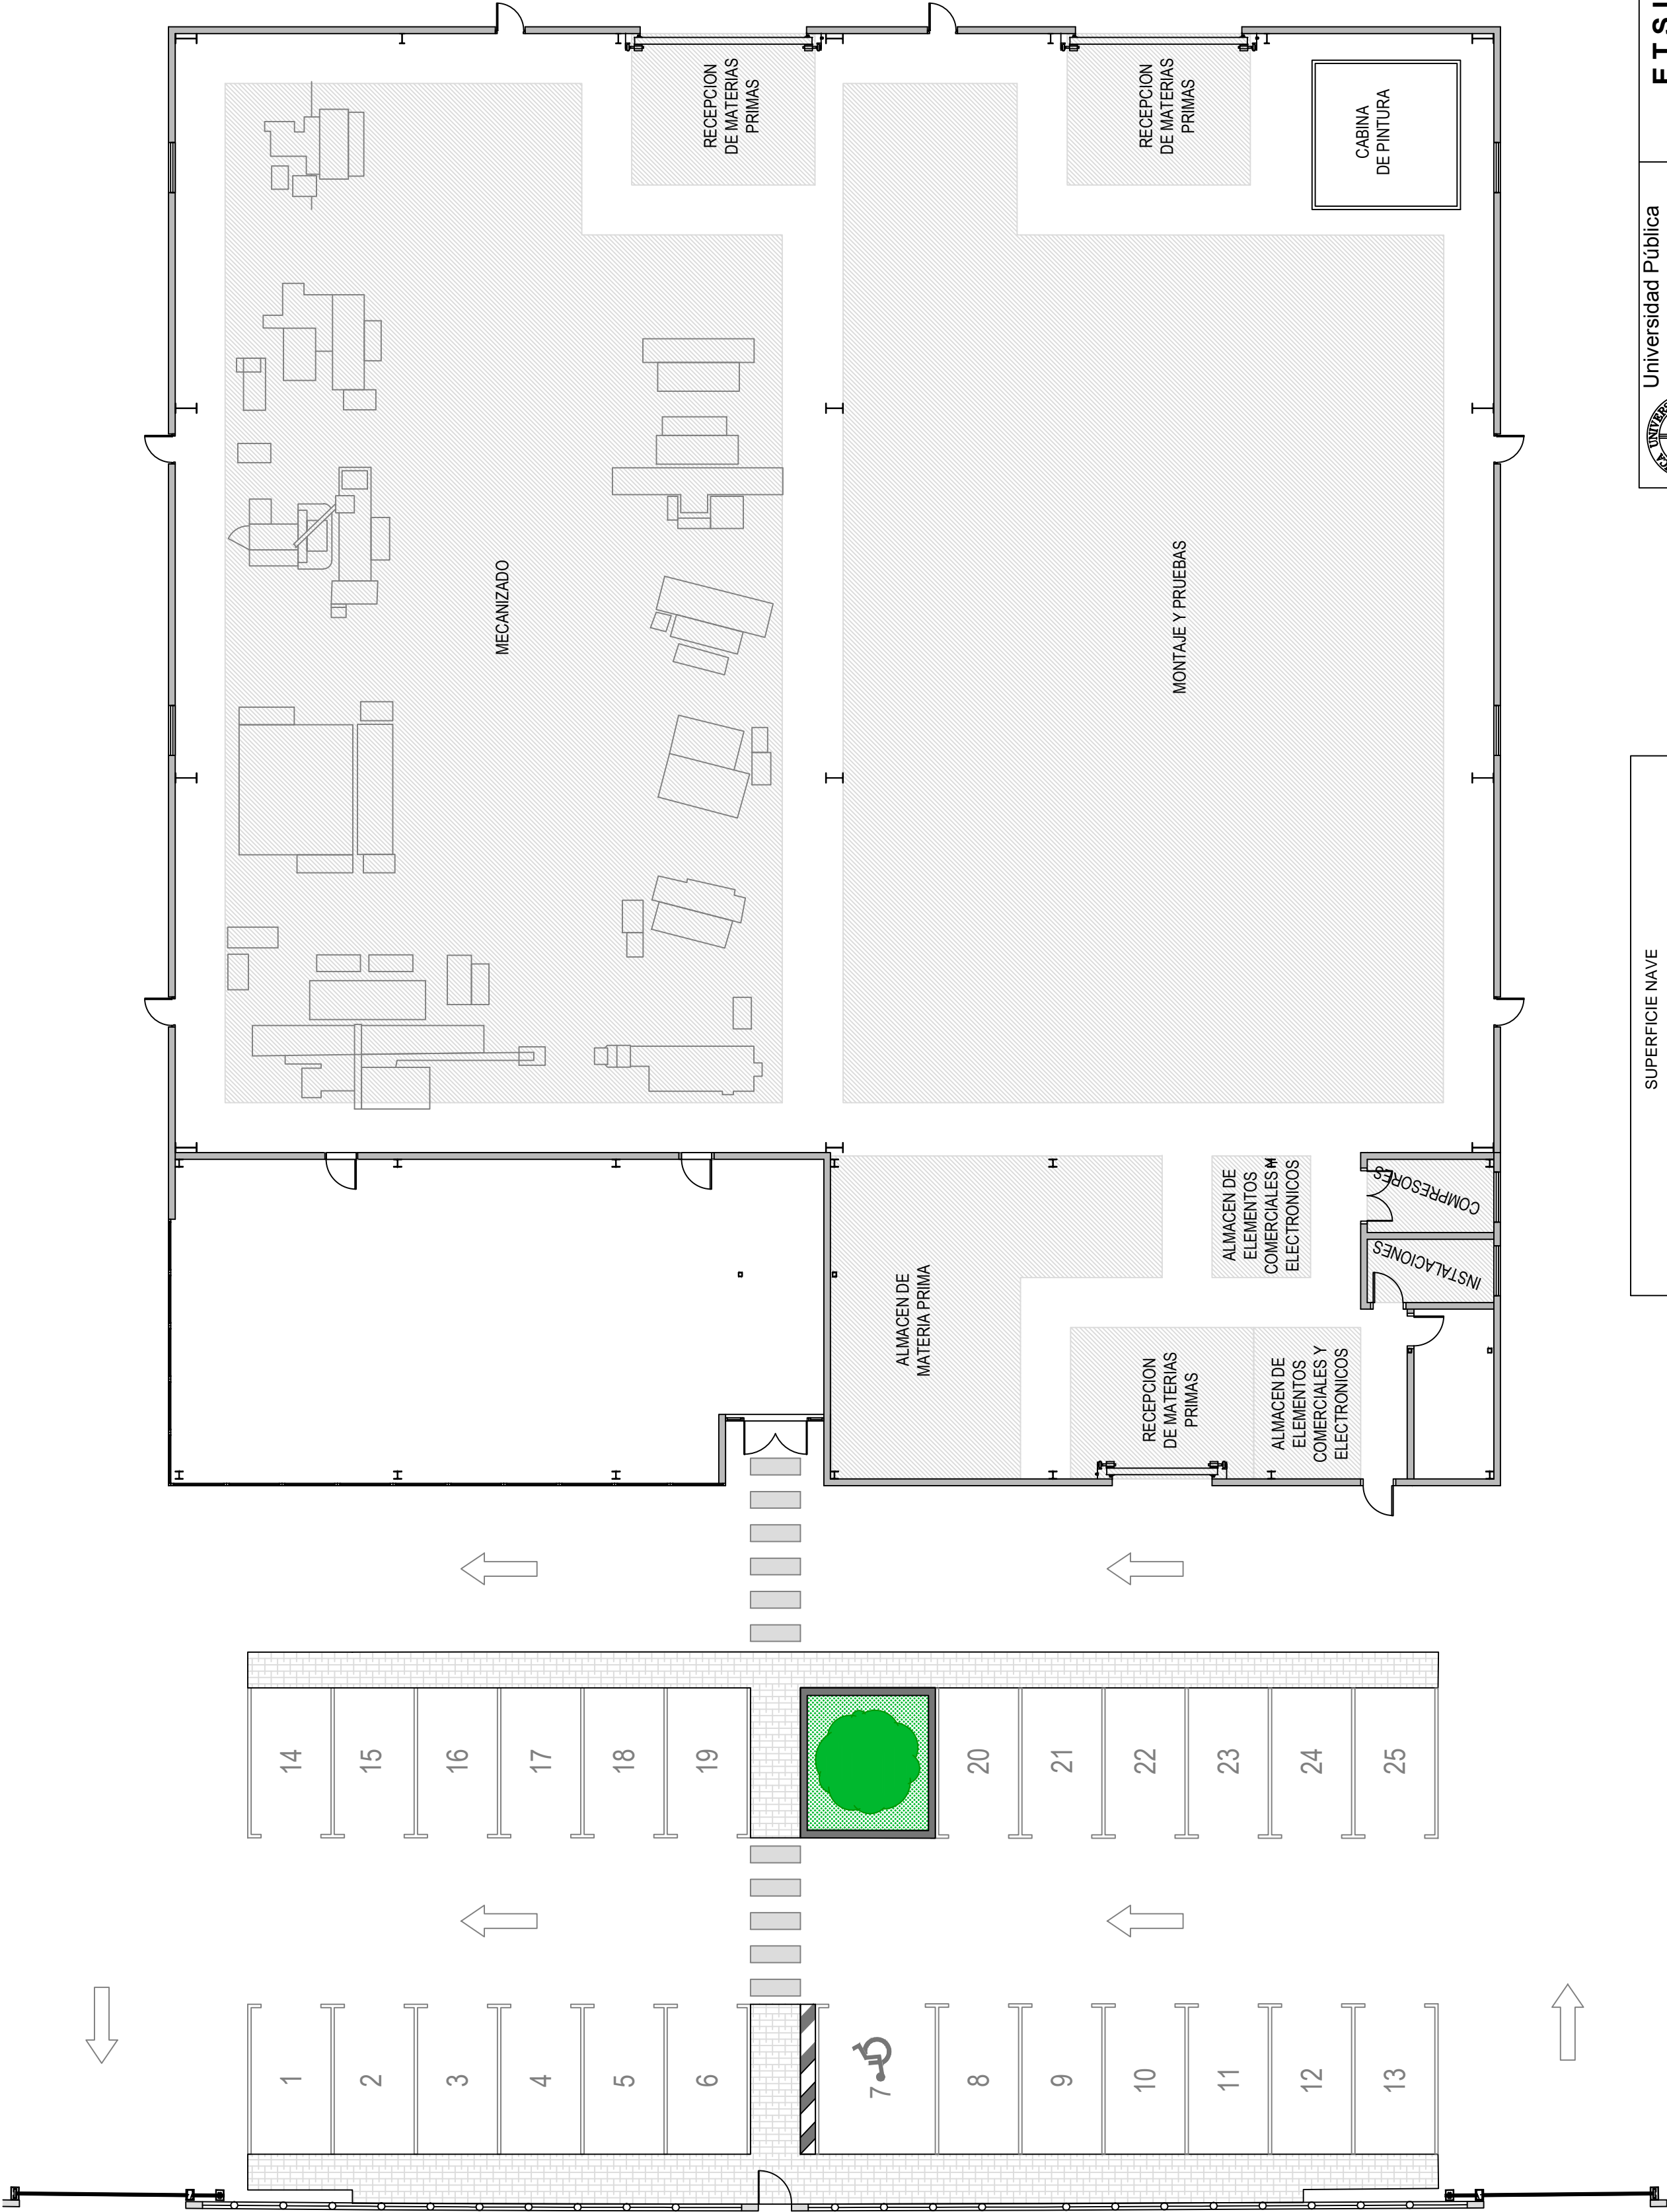 RECEPCION
DE MATERIAS
PRIMAS
RECEPCION
DE MATERIAS
PRIMAS
CABINA
DE PINTURA
MECANIZADO
MONTAJE Y PRUEBAS
ALMACEN DE
MATERIA PRIMA
ALMACEN DE
ELEMENTOS
COMERCIALES Y
ELECTRONICOS
COMPRESORES
INSTALACIONES
RECEPCION
DE MATERIAS
PRIMAS
ALMACEN DE
ELEMENTOS
COMERCIALES Y
ELECTRONICOS
14
15
16
17
18
19
20
21
22
23
24
25
1
2
3
4
5
6
7
8
9
10
11
12
13
Universidad Pública
SUPERFICIE NAVE